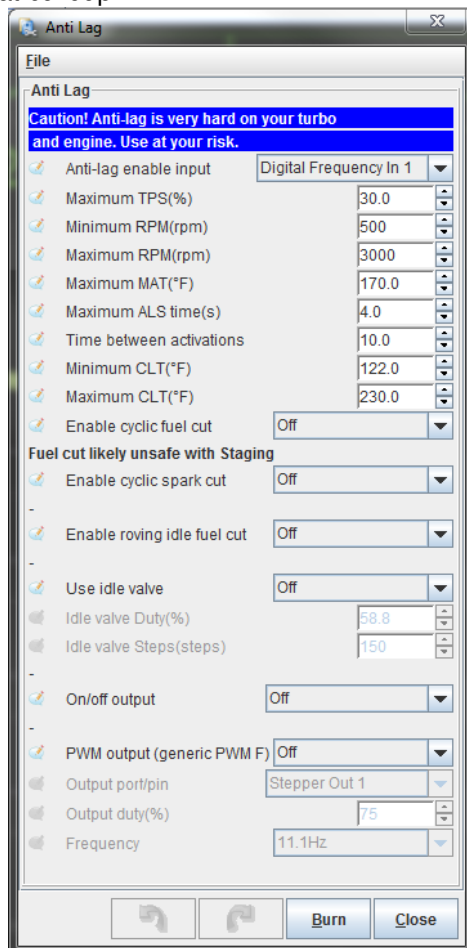 Anti Lag
File
Anti Lag
Caution! Anti-lag is very hard on your turbo
and engine. Use at your risk.
Anti-lag enable input Digital Frequency In 1
Maximum TPS(%) 30.0
Minimum RPM(rpm) 500
Maximum RPM(rpm) 3000
Maximum MAT(°F) 170.0
Maximum ALS time(s) 4.0
Time between activations 10.0
Minimum CLT(°F) 122.0
Maximum CLT(°F) 230.0
Enable cyclic fuel cut Off
Fuel cut likely unsafe with Staging
Enable cyclic spark cut Off
-
Enable roving idle fuel cut Off
-
Use idle valve Off
Idle valve Duty(%) 58.8
Idle valve Steps(steps) 150
-
On/off output Off
-
PWM output (generic PWM F) Off
Output port/pin Stepper Out 1
Output duty(%) 75
Frequency 11.1Hz
Burn Close